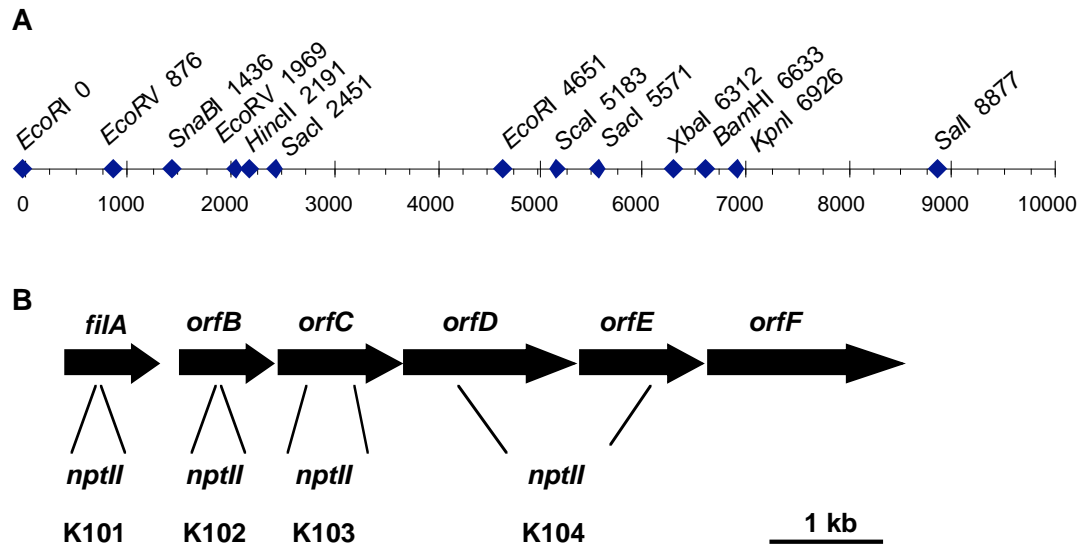 A
EcoRI 0
EcoRV 876
SnaBI 1436
EcoRV 1969
HincII 2191
SacI 2451
EcoRI 4651
ScaI 5183
SacI 5571
XbaI 6312
BamHI 6633
KpnI 6926
SalI 8877
0 1000 2000 3000 4000 5000 6000 7000 8000 9000 10000
B
filA orfB orfC orfD orfE orfF
nptII nptII nptII nptII
K101 K102 K103 K104 1 kb